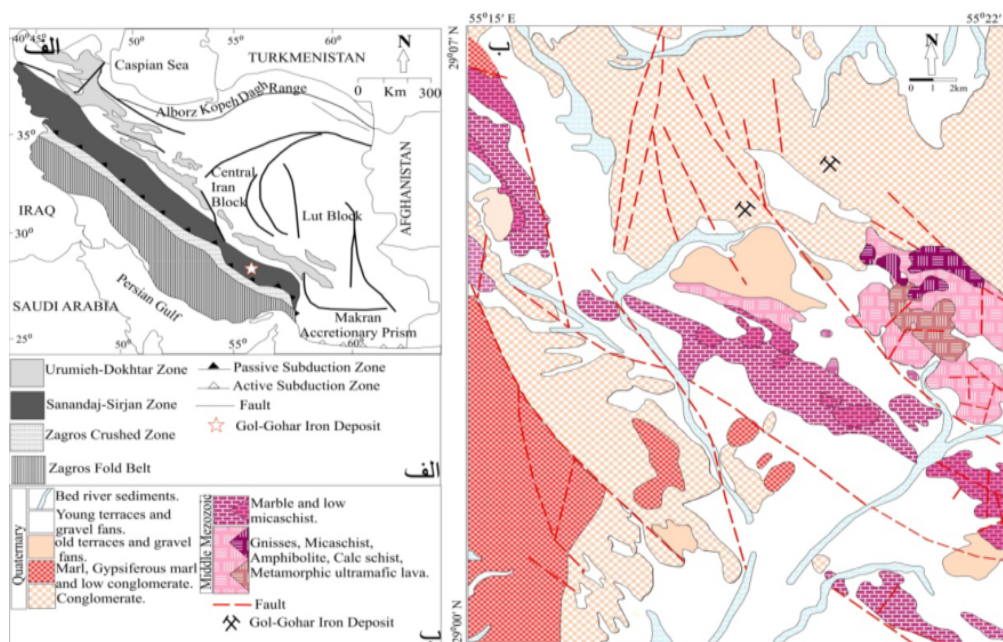 40°45'
50°
55°
60°
الف
TURKMENISTAN
N
Caspian Sea
0 Km 300
Alborz Kopeh Dagh Range
35°
Central
Iran
Block
AFGHANISTAN
IRAQ
Lut Block
30°
Persian Gulf
SAUDI ARABIA
Makran
Accretionary Prism
25°
50°
55°
60°
Urumieh-Dokhtar Zone
Passive Subduction Zone
Active Subduction Zone
Sanandaj-Sirjan Zone
Fault
Gol-Gohar Iron Deposit
Zagros Crushed Zone
Zagros Fold Belt
الف
Quaternary
Bed river sediments.
Young terraces and
gravel fans.
old terraces and gravel
fans.
Marl, Gypsiferous marl
and low conglomerate.
Conglomerate.
Middle Mezozoic
Marble and low
micaschist.
Gnisses, Micaschist,
Amphibolite, Calc schist,
Metamorphic ultramafic lava.
Fault
Gol-Gohar Iron Deposit
ب
55°15' E
55°22'
29°07'
ب
N
0 1 2km
29°00' N